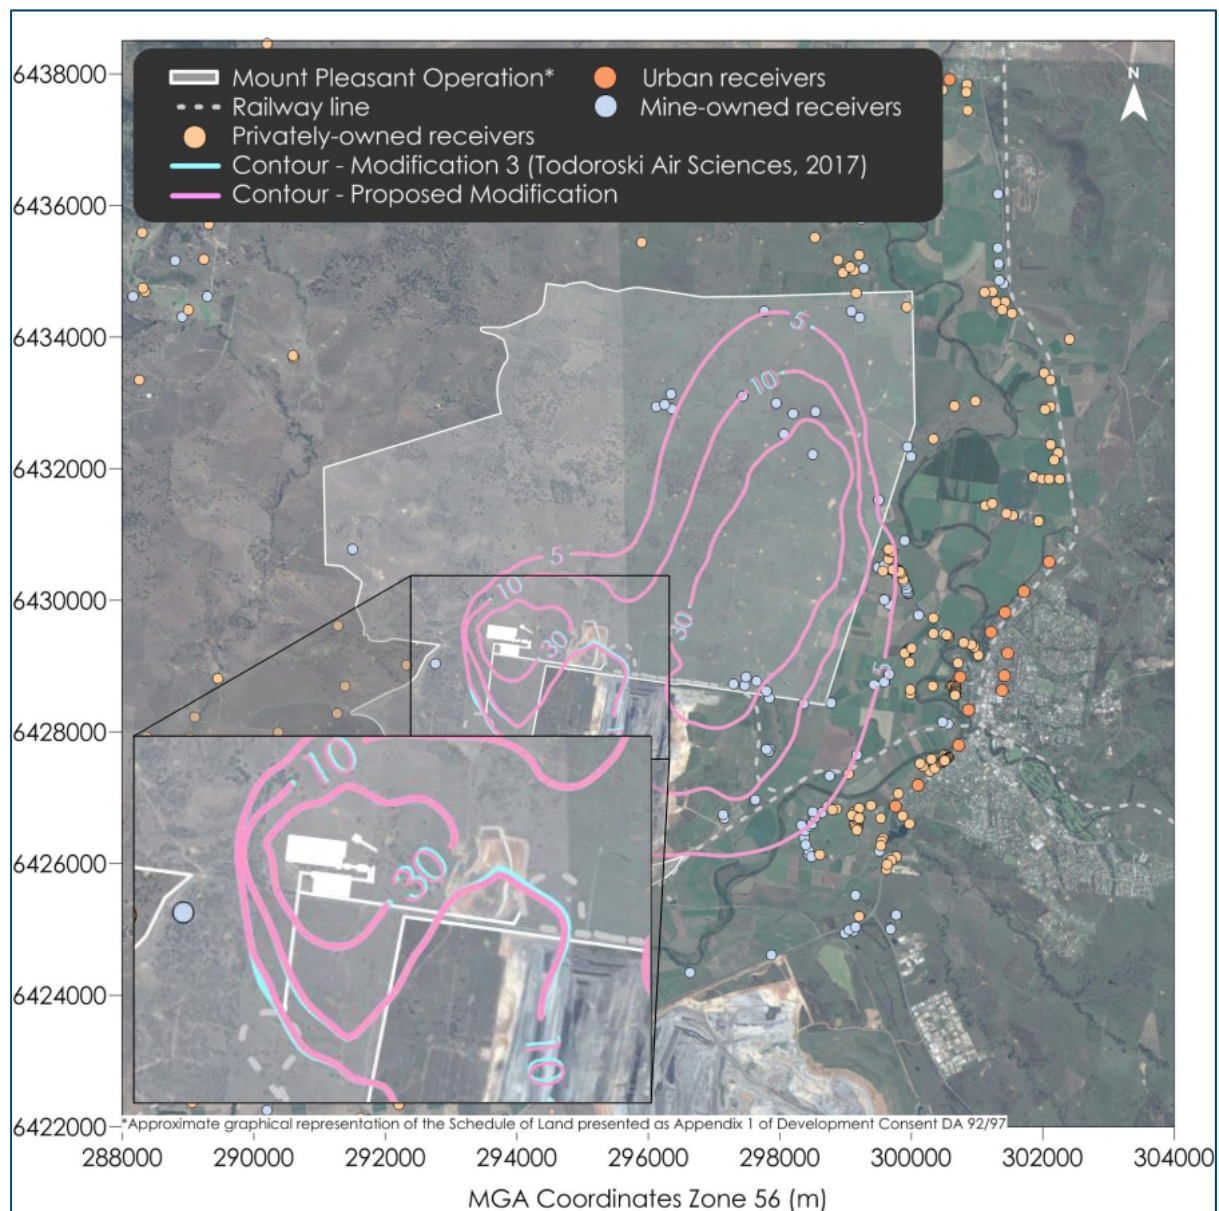 Mount Pleasant Operation*
Urban receivers
Railway line
Mine-owned receivers
Privately-owned receivers
Contour - Modification 3 (Todoroski Air Sciences, 2017)
Contour - Proposed Modification
N
6438000
6436000
6434000
6432000
6430000
6428000
6426000
6424000
6422000
5
10
5
10
30
30
5
10
30
10
*Approximate graphical representation of the Schedule of Land presented as Appendix 1 of Development Consent DA 92/97
288000
290000
292000
294000
296000
298000
300000
302000
304000
MGA Coordinates Zone 56 (m)